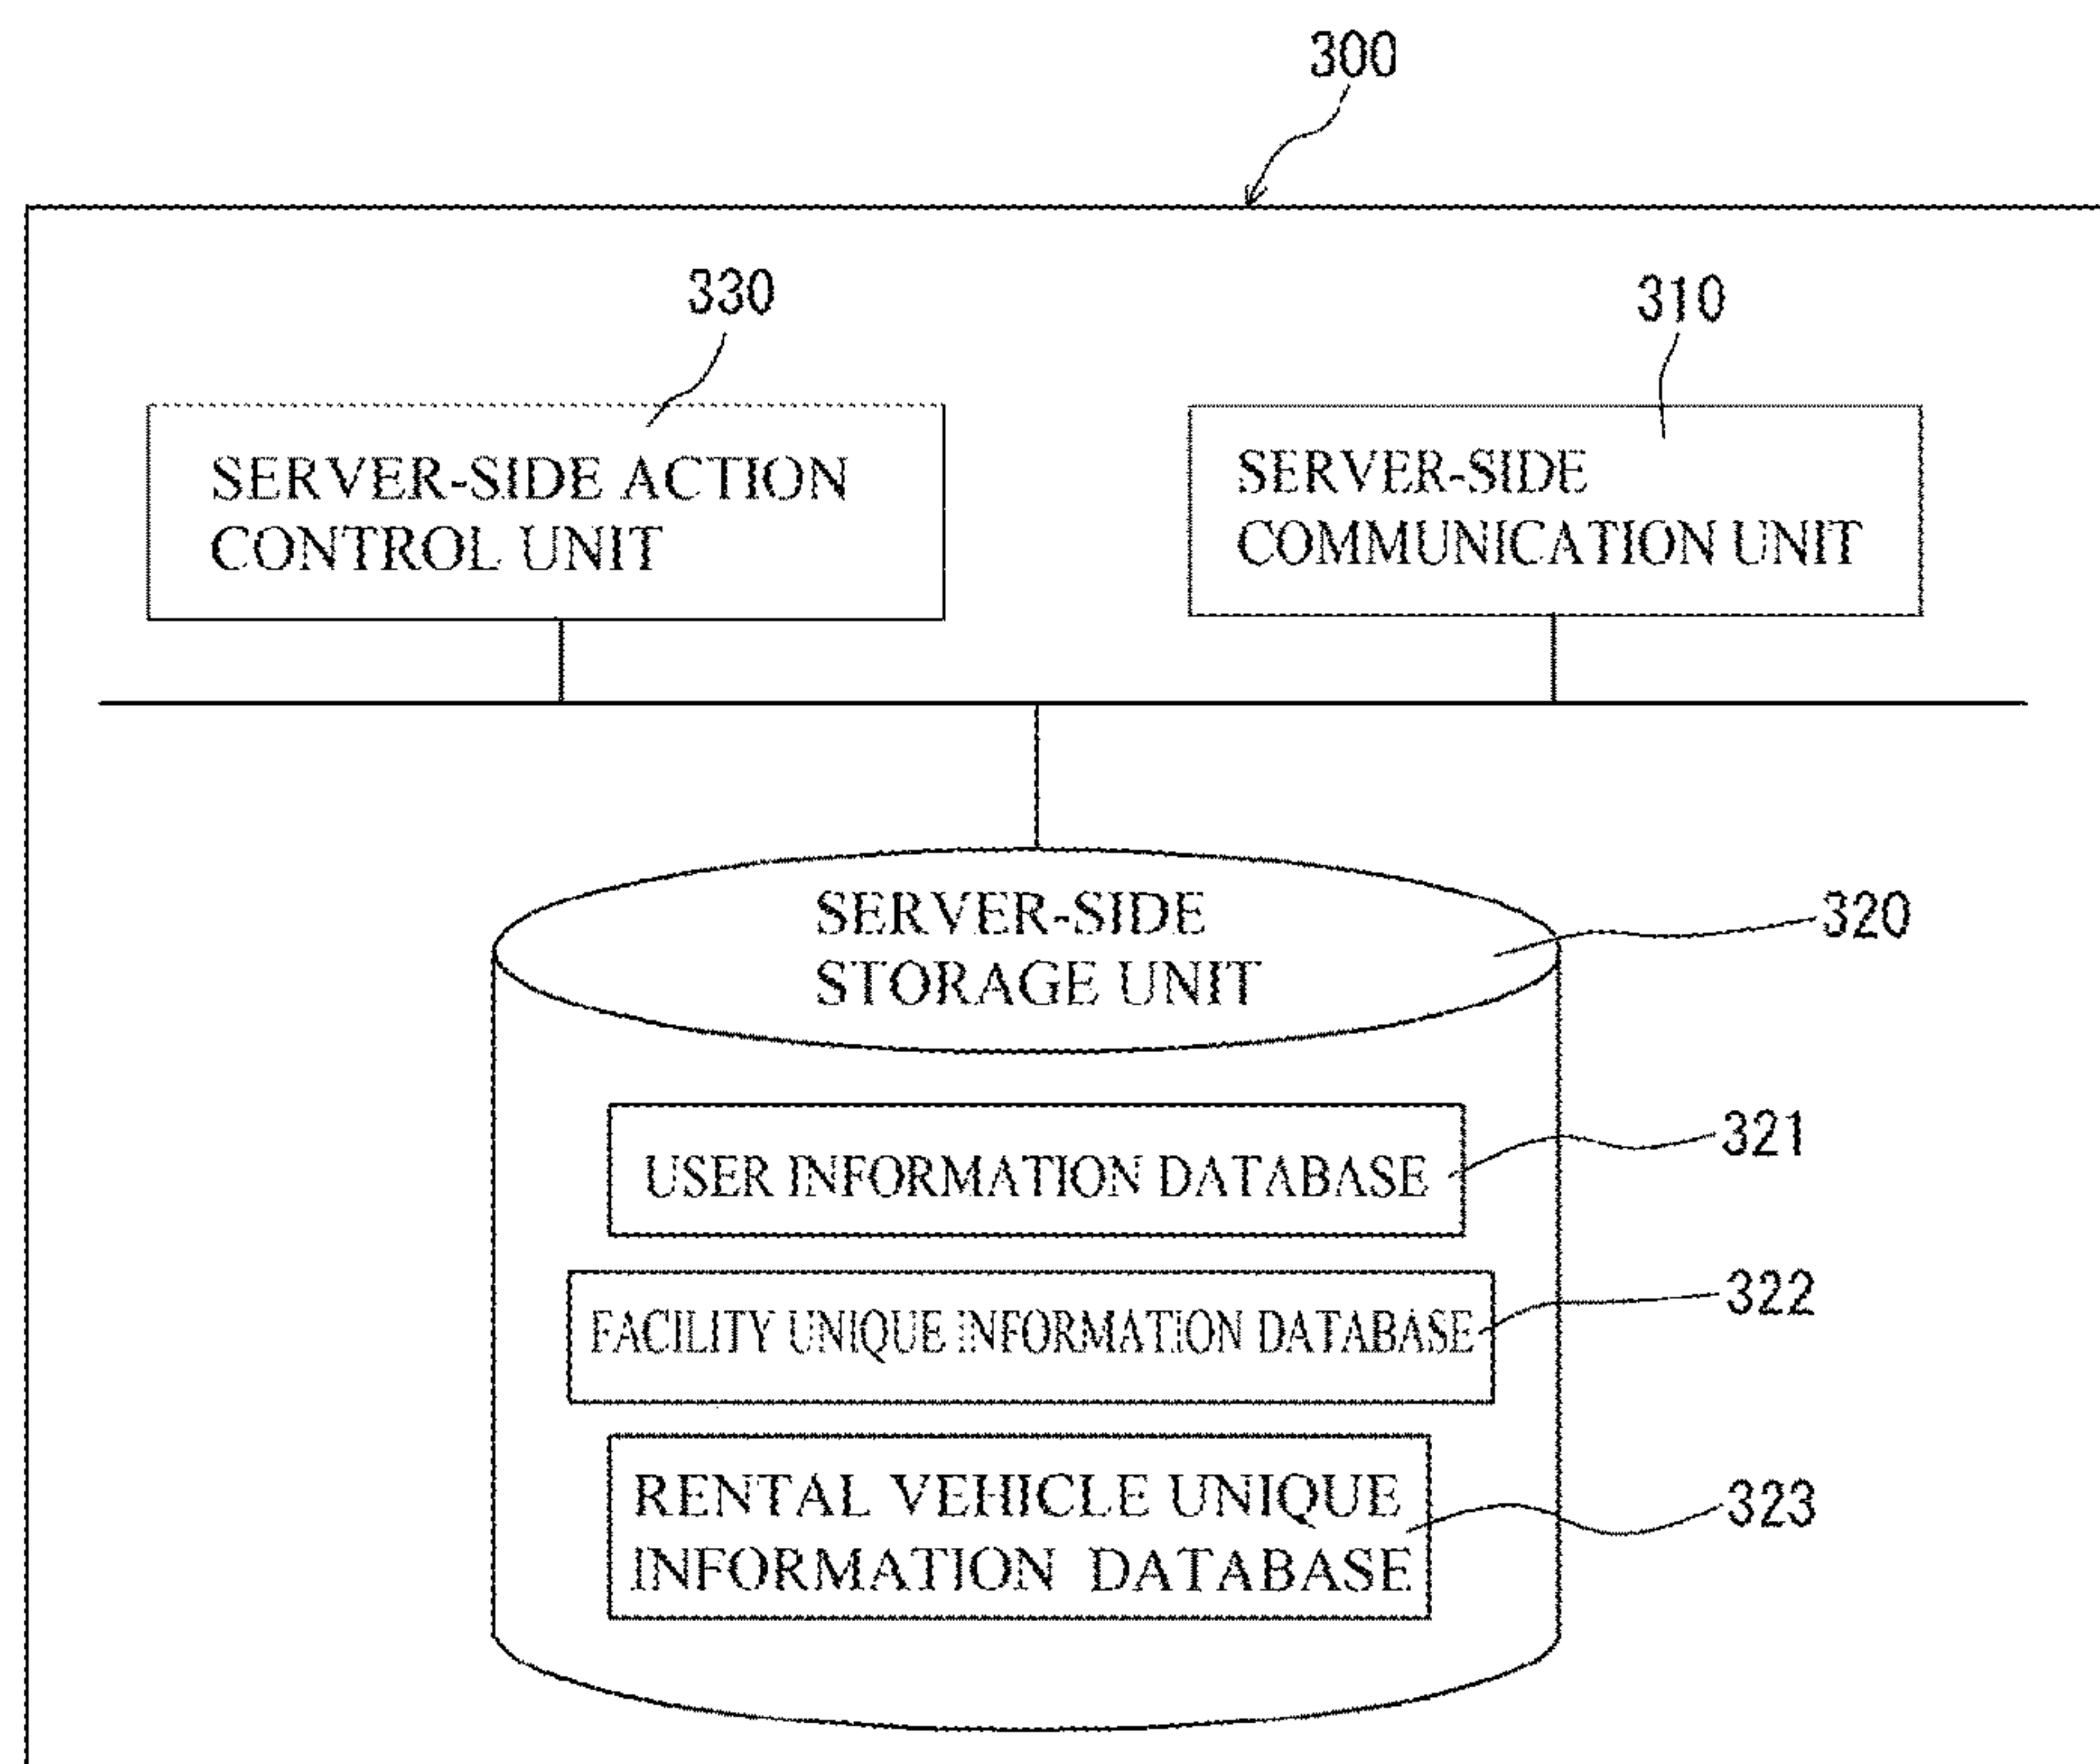 300
330
310
SERVER-SIDE ACTION
CONTROL UNIT
SERVER-SIDE
COMMUNICATION UNIT
SERVER-SIDE
STORAGE UNIT
320
USER INFORMATION DATABASE
321
FACILITY UNIQUE INFORMATION DATABASE
322
RENTAL VEHICLE UNIQUE
INFORMATION DATABASE
323